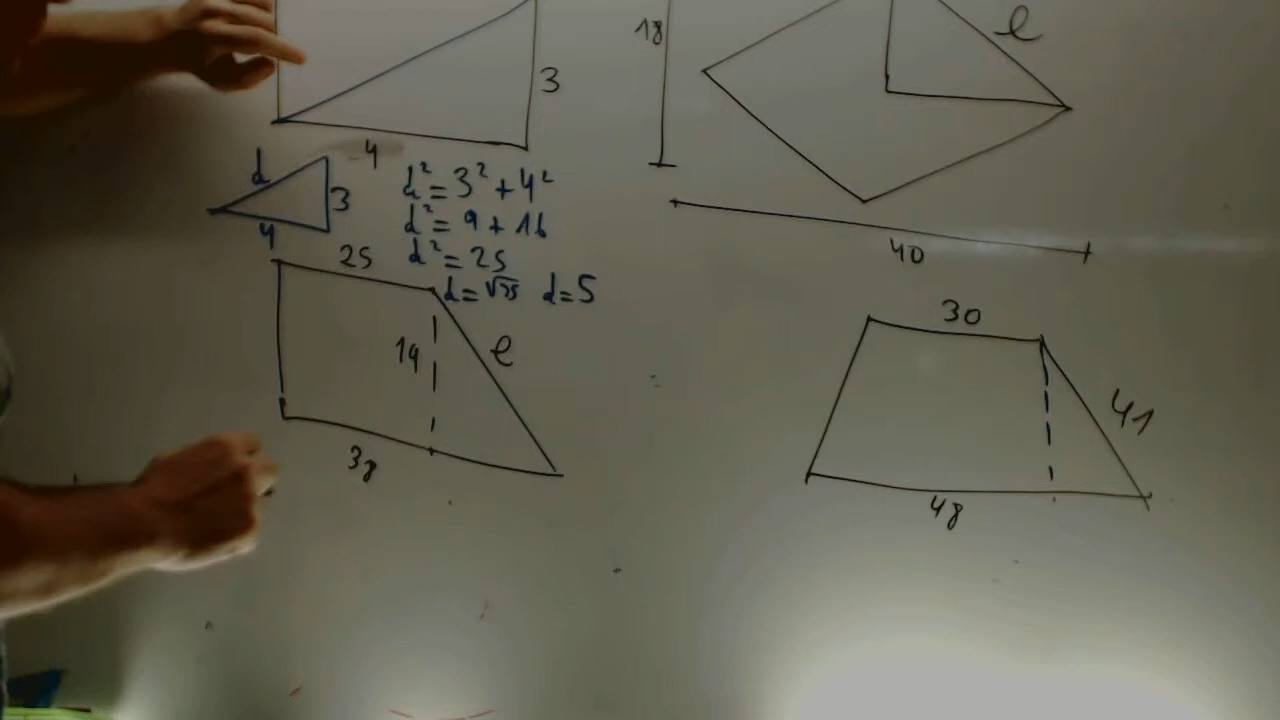 3
4
18
l
40
d
3
4
d² = 3² + 4²
d² = 9 + 16
d² = 25
d = √25 d = 5
25
19
l
38
30
41
48